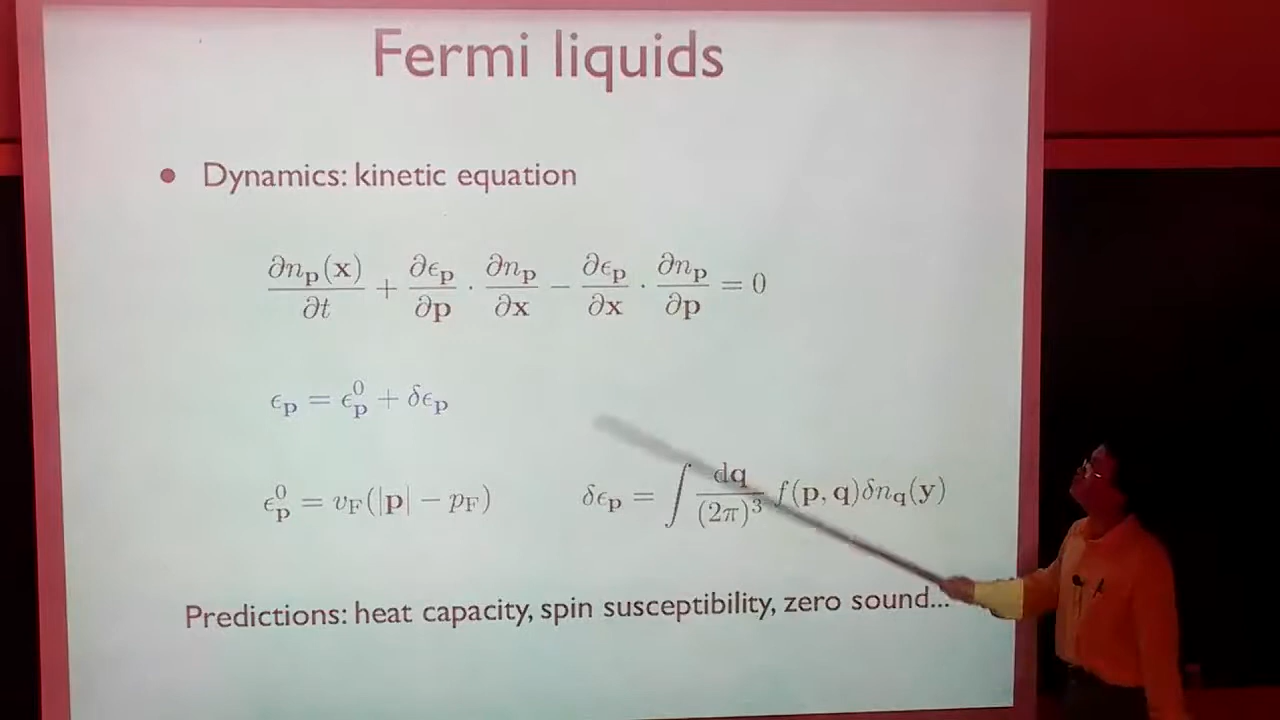 Fermi liquids
• Dynamics: kinetic equation
∂n_𝐩(𝐱)/∂t + ∂ϵ_𝐩/∂𝐩 · ∂n_𝐩/∂𝐱 − ∂ϵ_𝐩/∂𝐱 · ∂n_𝐩/∂𝐩 = 0
ϵ_𝐩 = ϵ_𝐩^0 + δϵ_𝐩
ϵ_𝐩^0 = v_F(|𝐩| − p_F) δϵ_𝐩 = ∫ d𝐪/(2π)^3 f(𝐩, 𝐪)δn_𝐪(𝐲)
Predictions: heat capacity, spin susceptibility, zero sound...